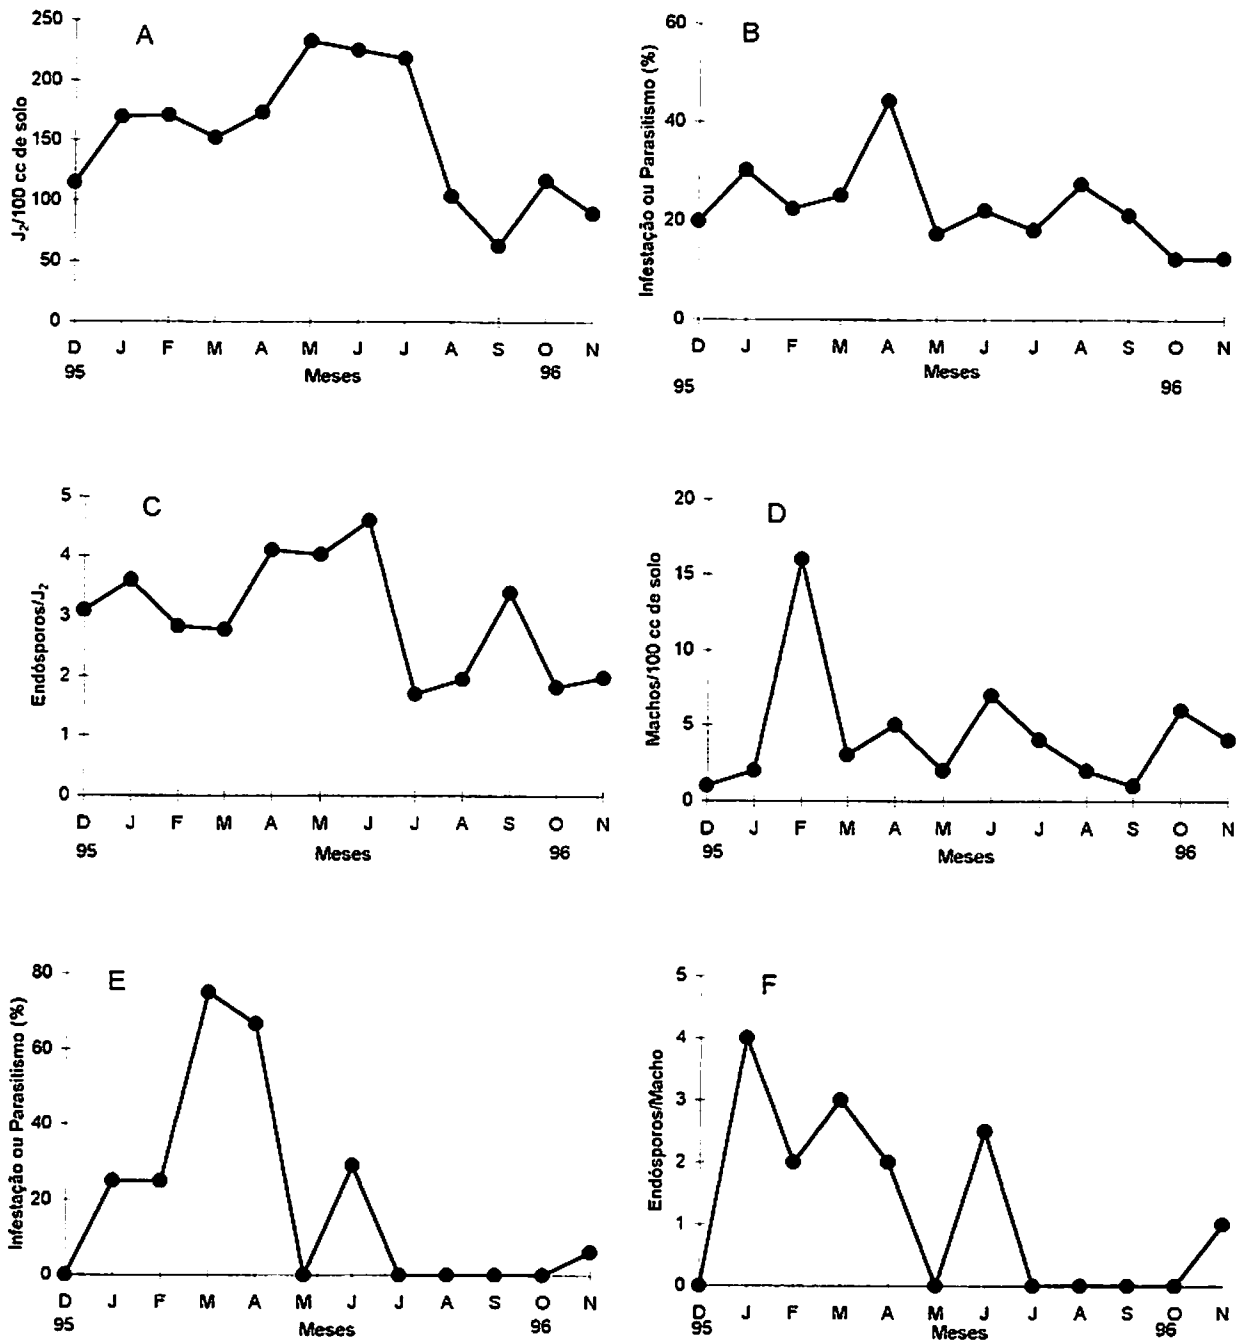 A
J₂/100 cc de solo
250
200
150
100
50
0
D J F M A M J J A S O N
95 96
Meses
B
Infestação ou Parasitismo (%)
60
40
20
0
D J F M A M J J A S O N
Meses
95 96
C
Endósporos/J₂
5
4
3
2
1
0
D J F M A M J J A S O N
95 Meses 96
D
Machos/100 cc de solo
20
15
10
5
0
D J F M A M J J A S O N
95 Meses 96
E
Infestação ou Parasitismo (%)
80
60
40
20
0
D J F M A M J J A S O N
95 Meses 96
F
Endósporos/Macho
5
4
3
2
1
0
D J F M A M J J A S O N
95 Meses 96